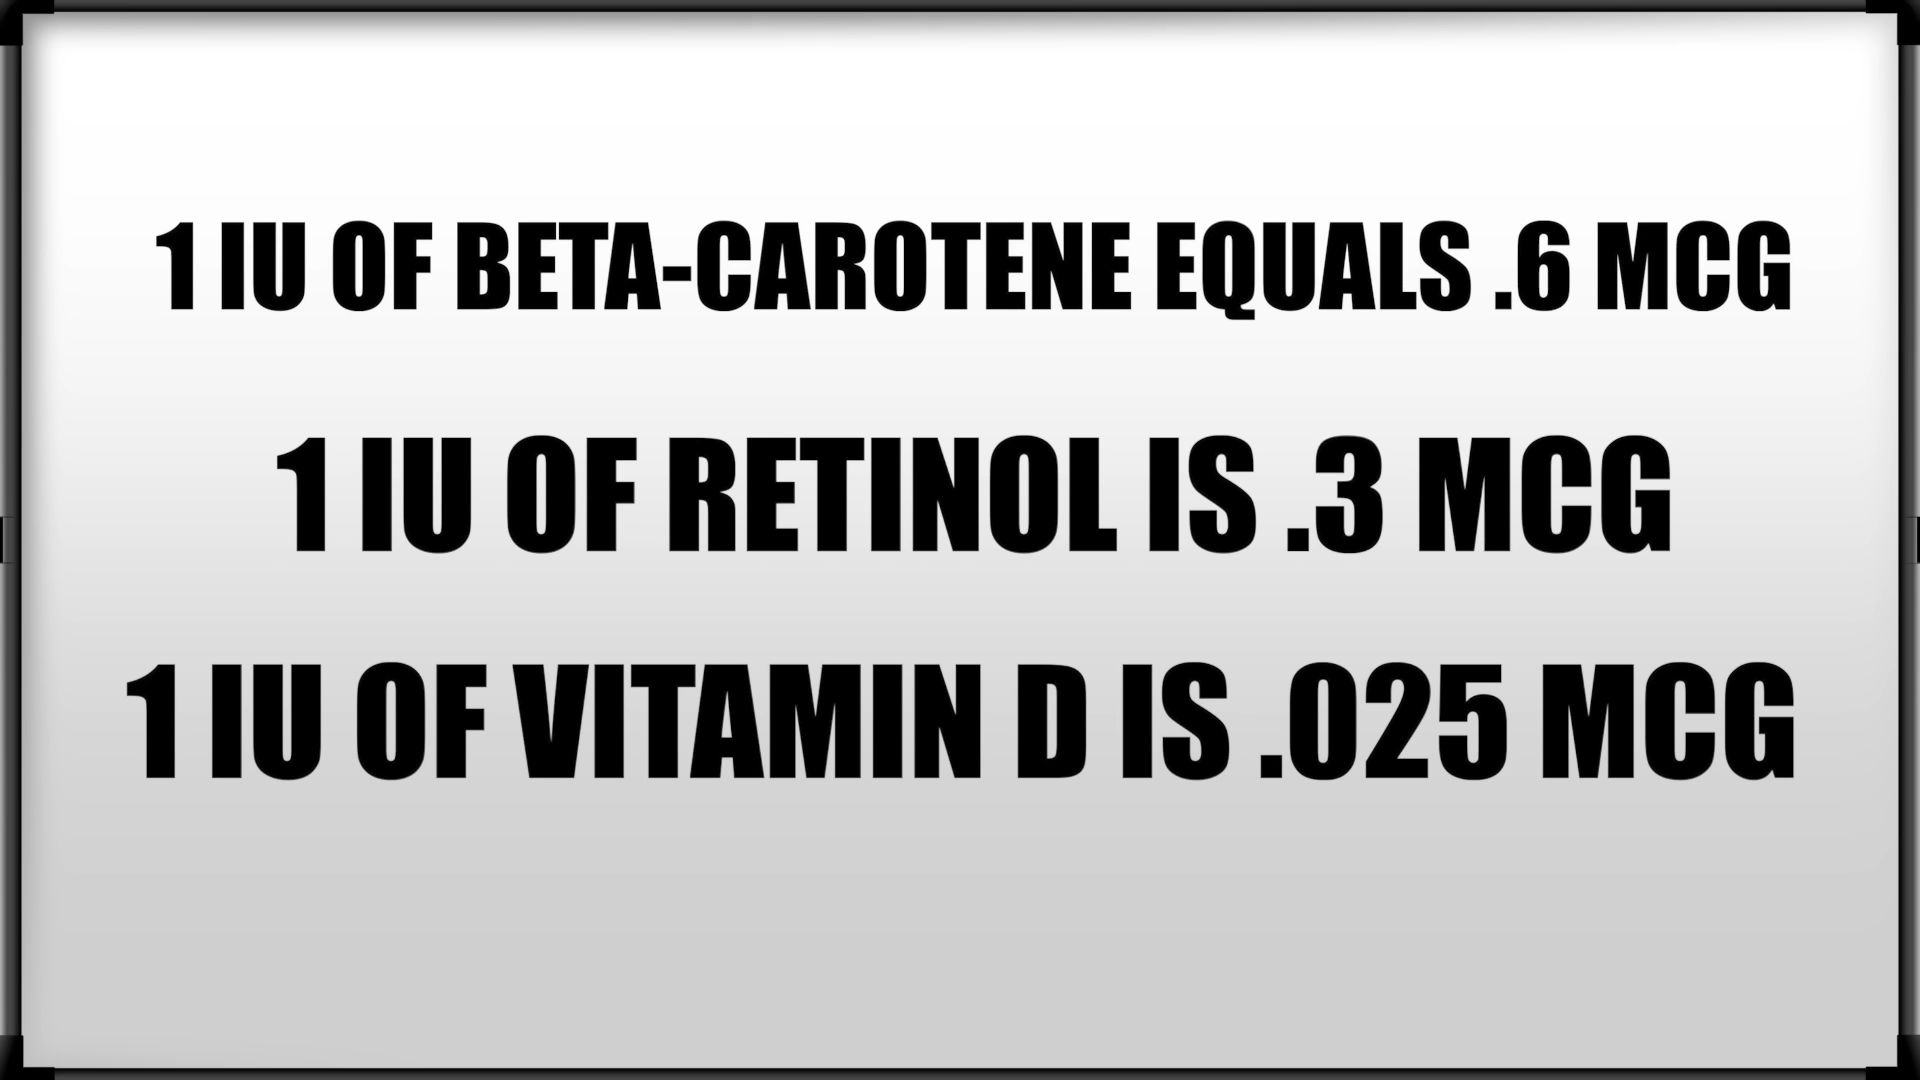 1 IU OF BETA-CAROTENE EQUALS .6 MCG
1 IU OF RETINOL IS .3 MCG
1 IU OF VITAMIN D IS .025 MCG